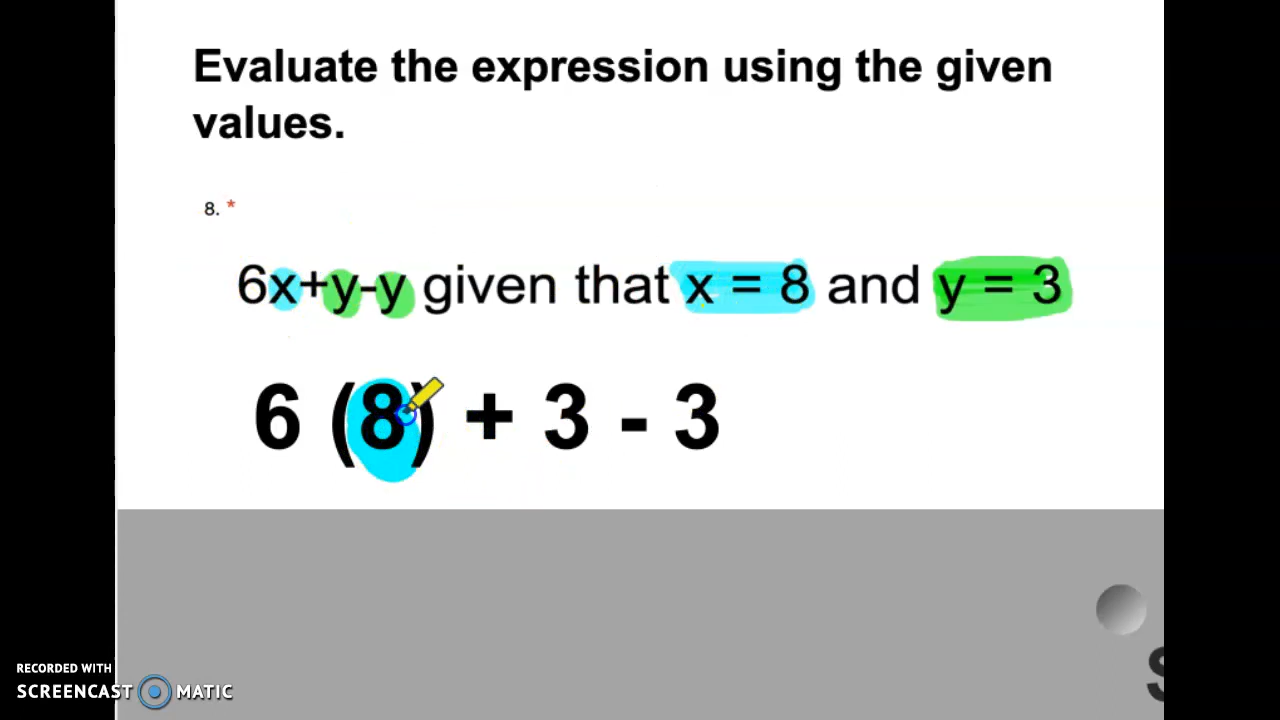 Evaluate the expression using the given
values.
8. *
6x+y-y given that x = 8 and y = 3
6 (8) + 3 - 3
RECORDED WITH
SCREENCAST MATIC